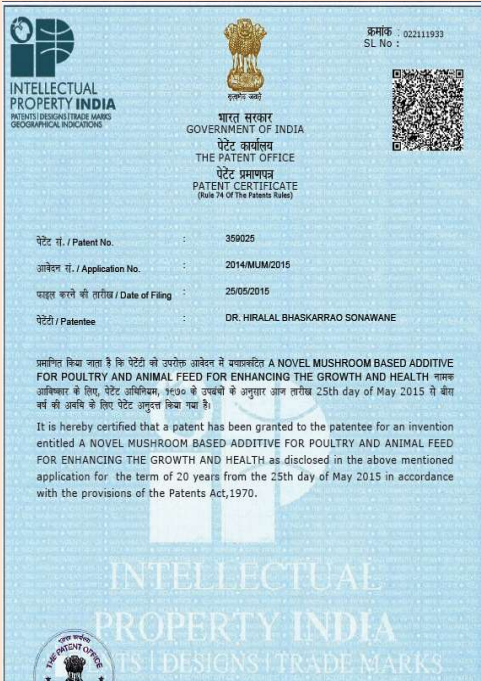 क्रमांक : 022111933
SL No :
INTELLECTUAL
PROPERTY INDIA
PATENTS | DESIGNS | TRADE MARKS
GEOGRAPHICAL INDICATIONS
सत्यमेव जयते
भारत सरकार
GOVERNMENT OF INDIA
पेटेंट कार्यालय
THE PATENT OFFICE
पेटेंट प्रमाणपत्र
PATENT CERTIFICATE
(Rule 74 Of The Patents Rules)
पेटेंट सं. / Patent No. : 359025
आवेदन सं. / Application No. : 2014/MUM/2015
फाइल करने की तारीख / Date of Filing : 25/05/2015
पेटेंटी / Patentee : DR. HIRALAL BHASKARRAO SONAWANE
प्रमाणित किया जाता है कि पेटेंटी को उपरोक्त आवेदन में यथाप्रकटित A NOVEL MUSHROOM BASED ADDITIVE
FOR POULTRY AND ANIMAL FEED FOR ENHANCING THE GROWTH AND HEALTH नामक
आविष्कार के लिए, पेटेंट अधिनियम, १९७० के उपबंधों के अनुसार आज तारीख 25th day of May 2015 से बीस
वर्ष की अवधि के लिए पेटेंट अनुदत्त किया गया है।
It is hereby certified that a patent has been granted to the patentee for an invention
entitled A NOVEL MUSHROOM BASED ADDITIVE FOR POULTRY AND ANIMAL FEED
FOR ENHANCING THE GROWTH AND HEALTH as disclosed in the above mentioned
application for the term of 20 years from the 25th day of May 2015 in accordance
with the provisions of the Patents Act,1970.
INTELLECTUAL
PROPERTY INDIA
TS | DESIGNS | TRADE MARKS
THE PATENT OFFICE